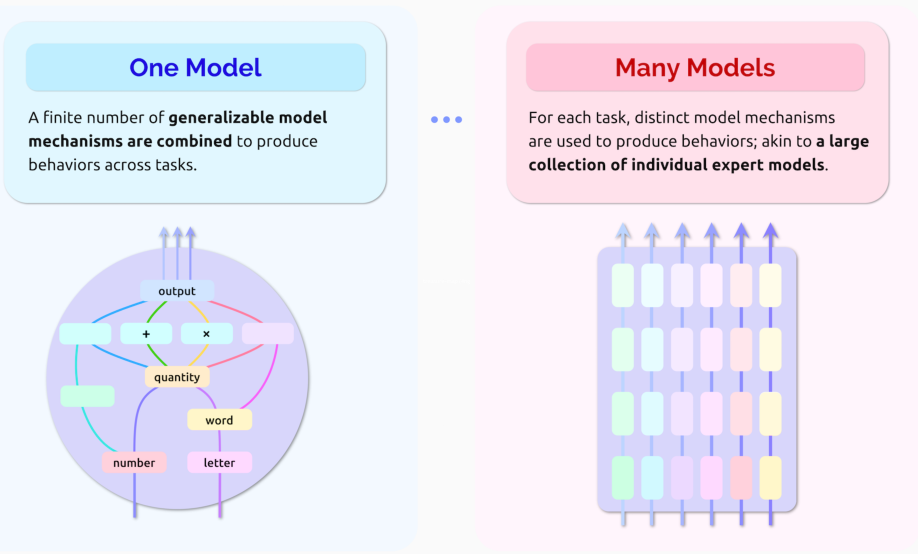 One Model
A finite number of generalizable model
mechanisms are combined to produce
behaviors across tasks.
Many Models
For each task, distinct model mechanisms
are used to produce behaviors; akin to a large
collection of individual expert models.
output
+
×
quantity
word
number
letter